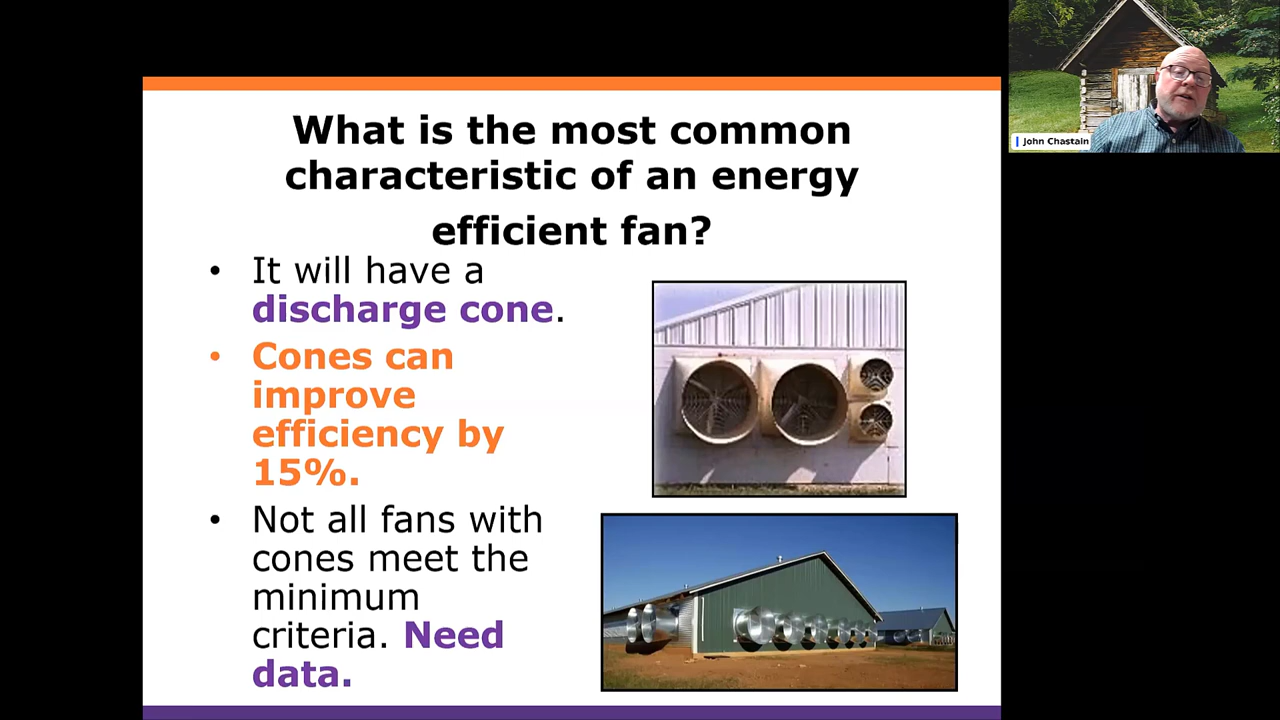 What is the most common
characteristic of an energy
efficient fan?
• It will have a
discharge cone.
• Cones can
improve
efficiency by
15%.
• Not all fans with
cones meet the
minimum
criteria. Need
data.
John Chastain